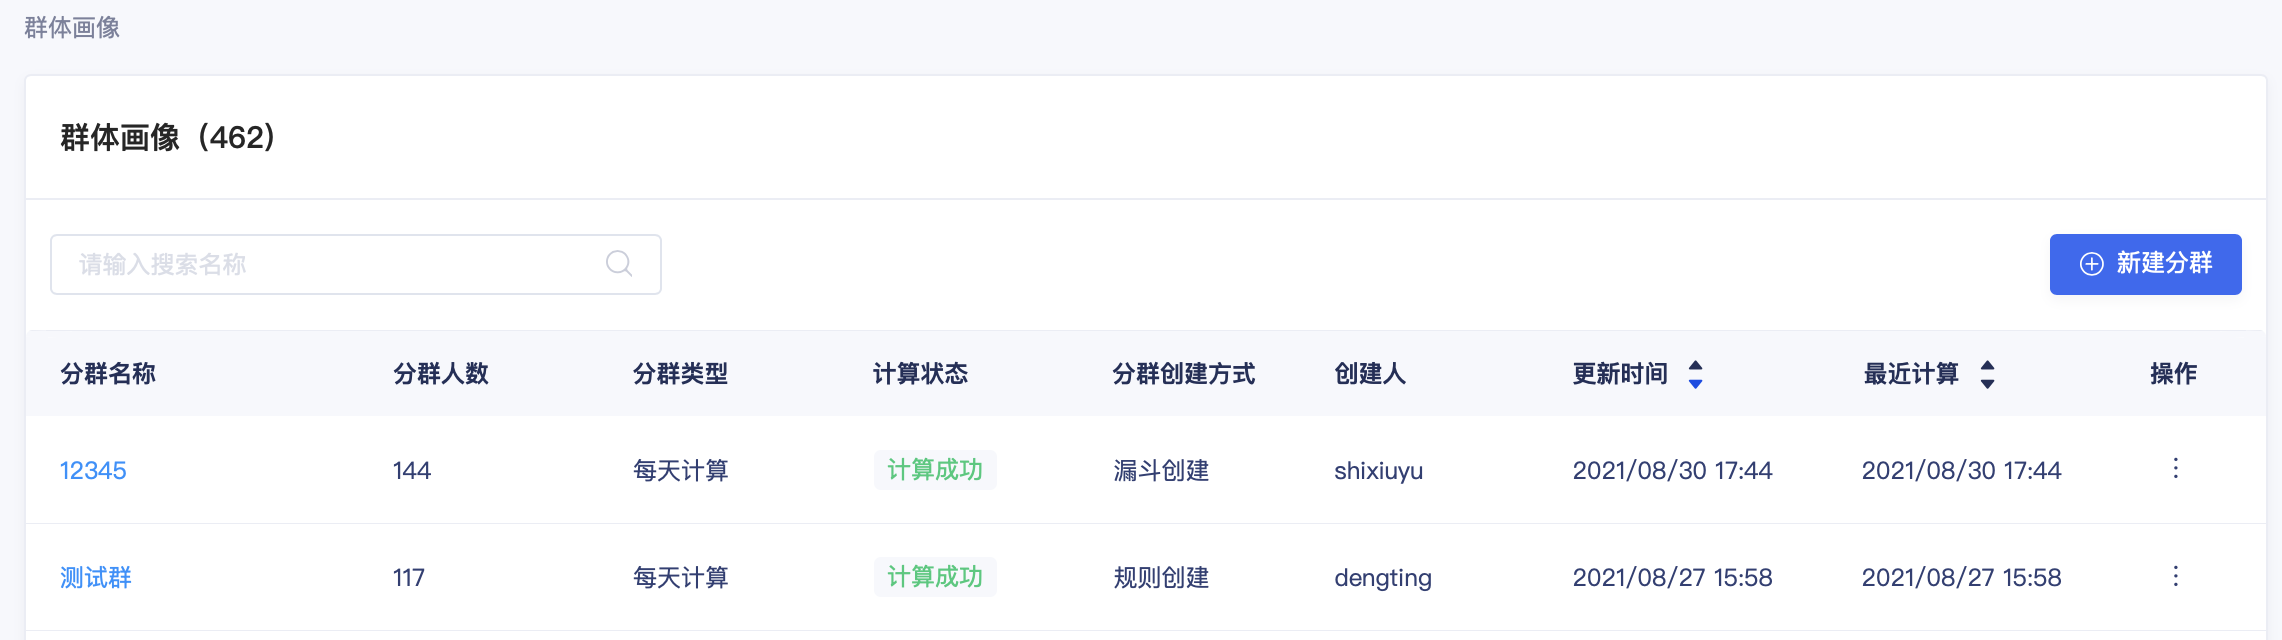 群体画像
群体画像（462）
请输入搜索名称
新建分群
分群名称 分群人数 分群类型 计算状态 分群创建方式 创建人 更新时间 最近计算 操作
12345 144 每天计算 计算成功 漏斗创建 shixiuyu 2021/08/30 17:44 2021/08/30 17:44
测试群 117 每天计算 计算成功 规则创建 dengting 2021/08/27 15:58 2021/08/27 15:58